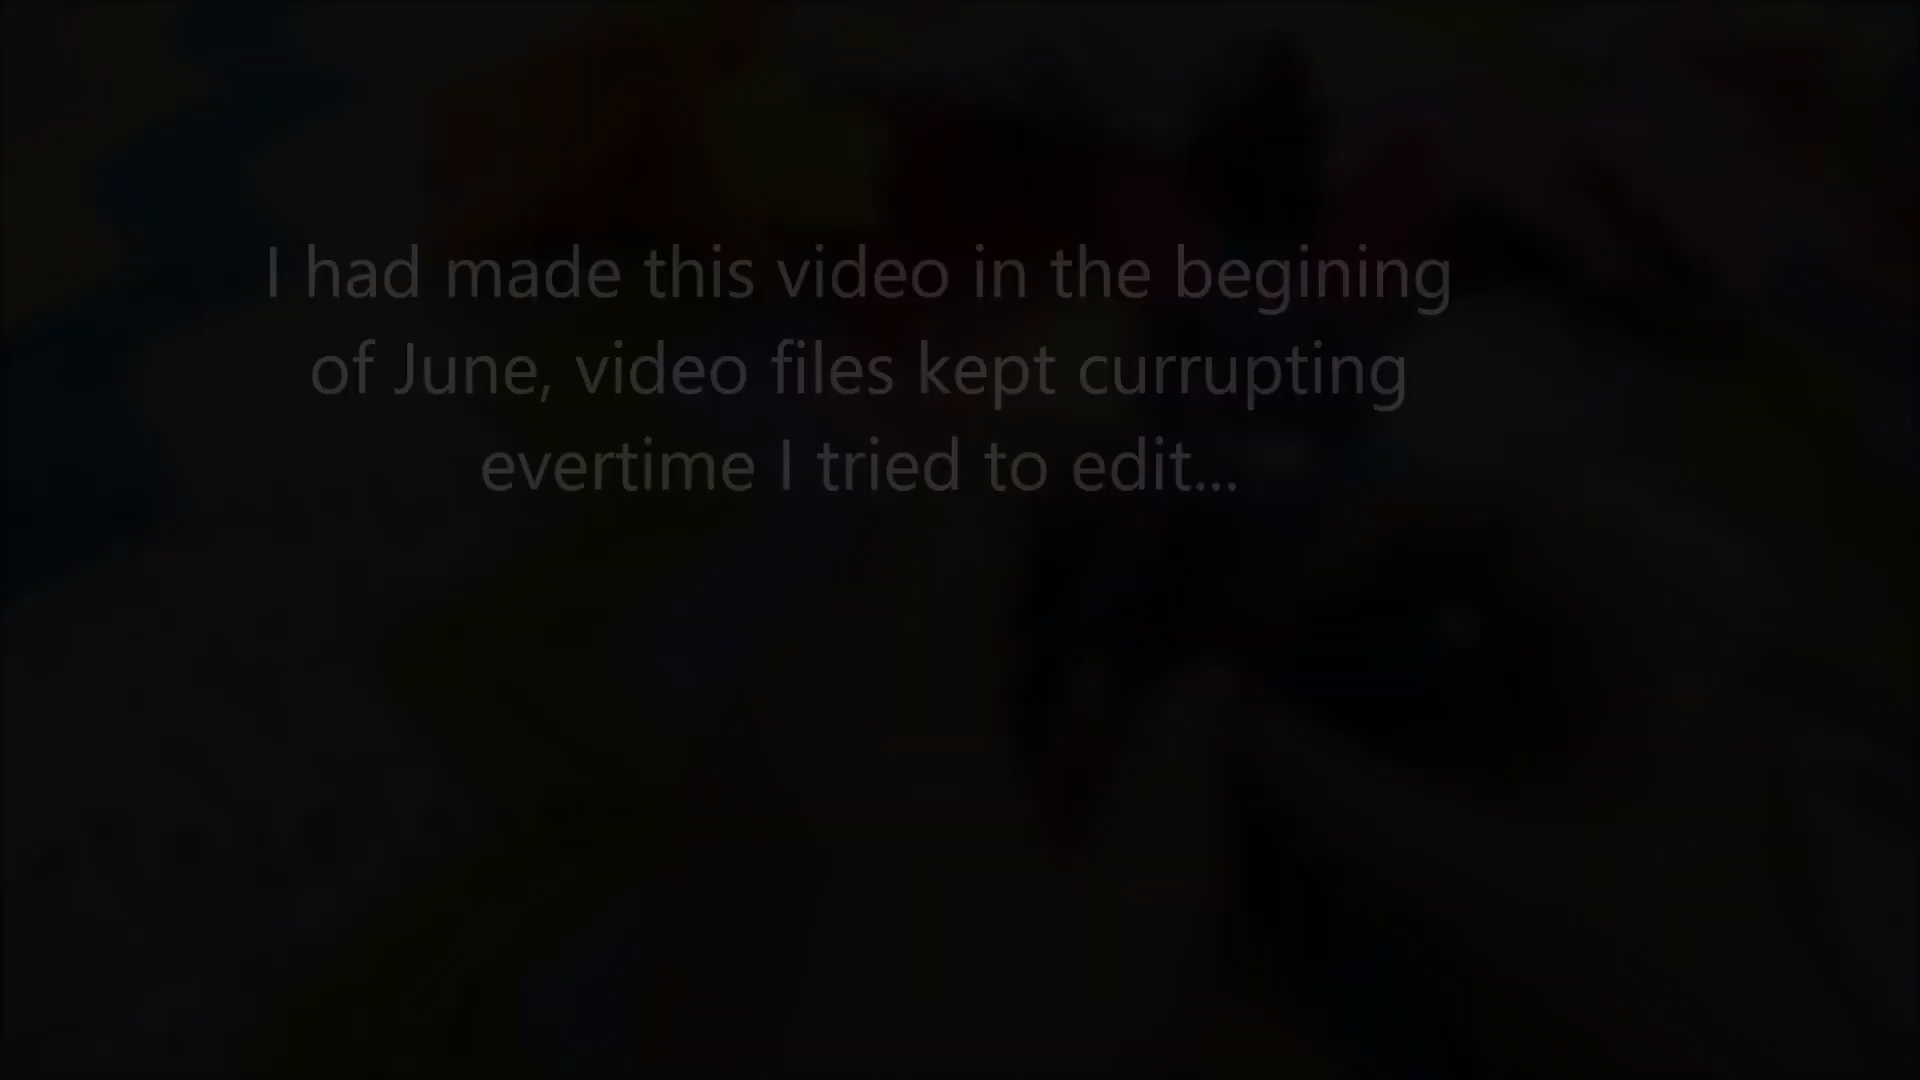 I had made this video in the begining
of June, video files kept currupting
evertime I tried to edit...